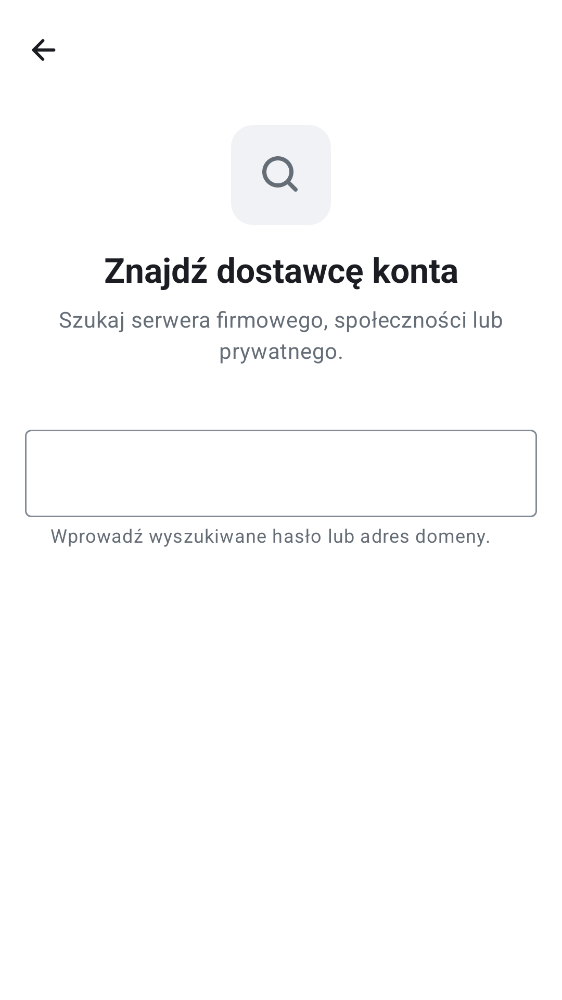 Znajdź dostawcę konta
Szukaj serwera firmowego, społeczności lub
prywatnego.
Wprowadź wyszukiwane hasło lub adres domeny.